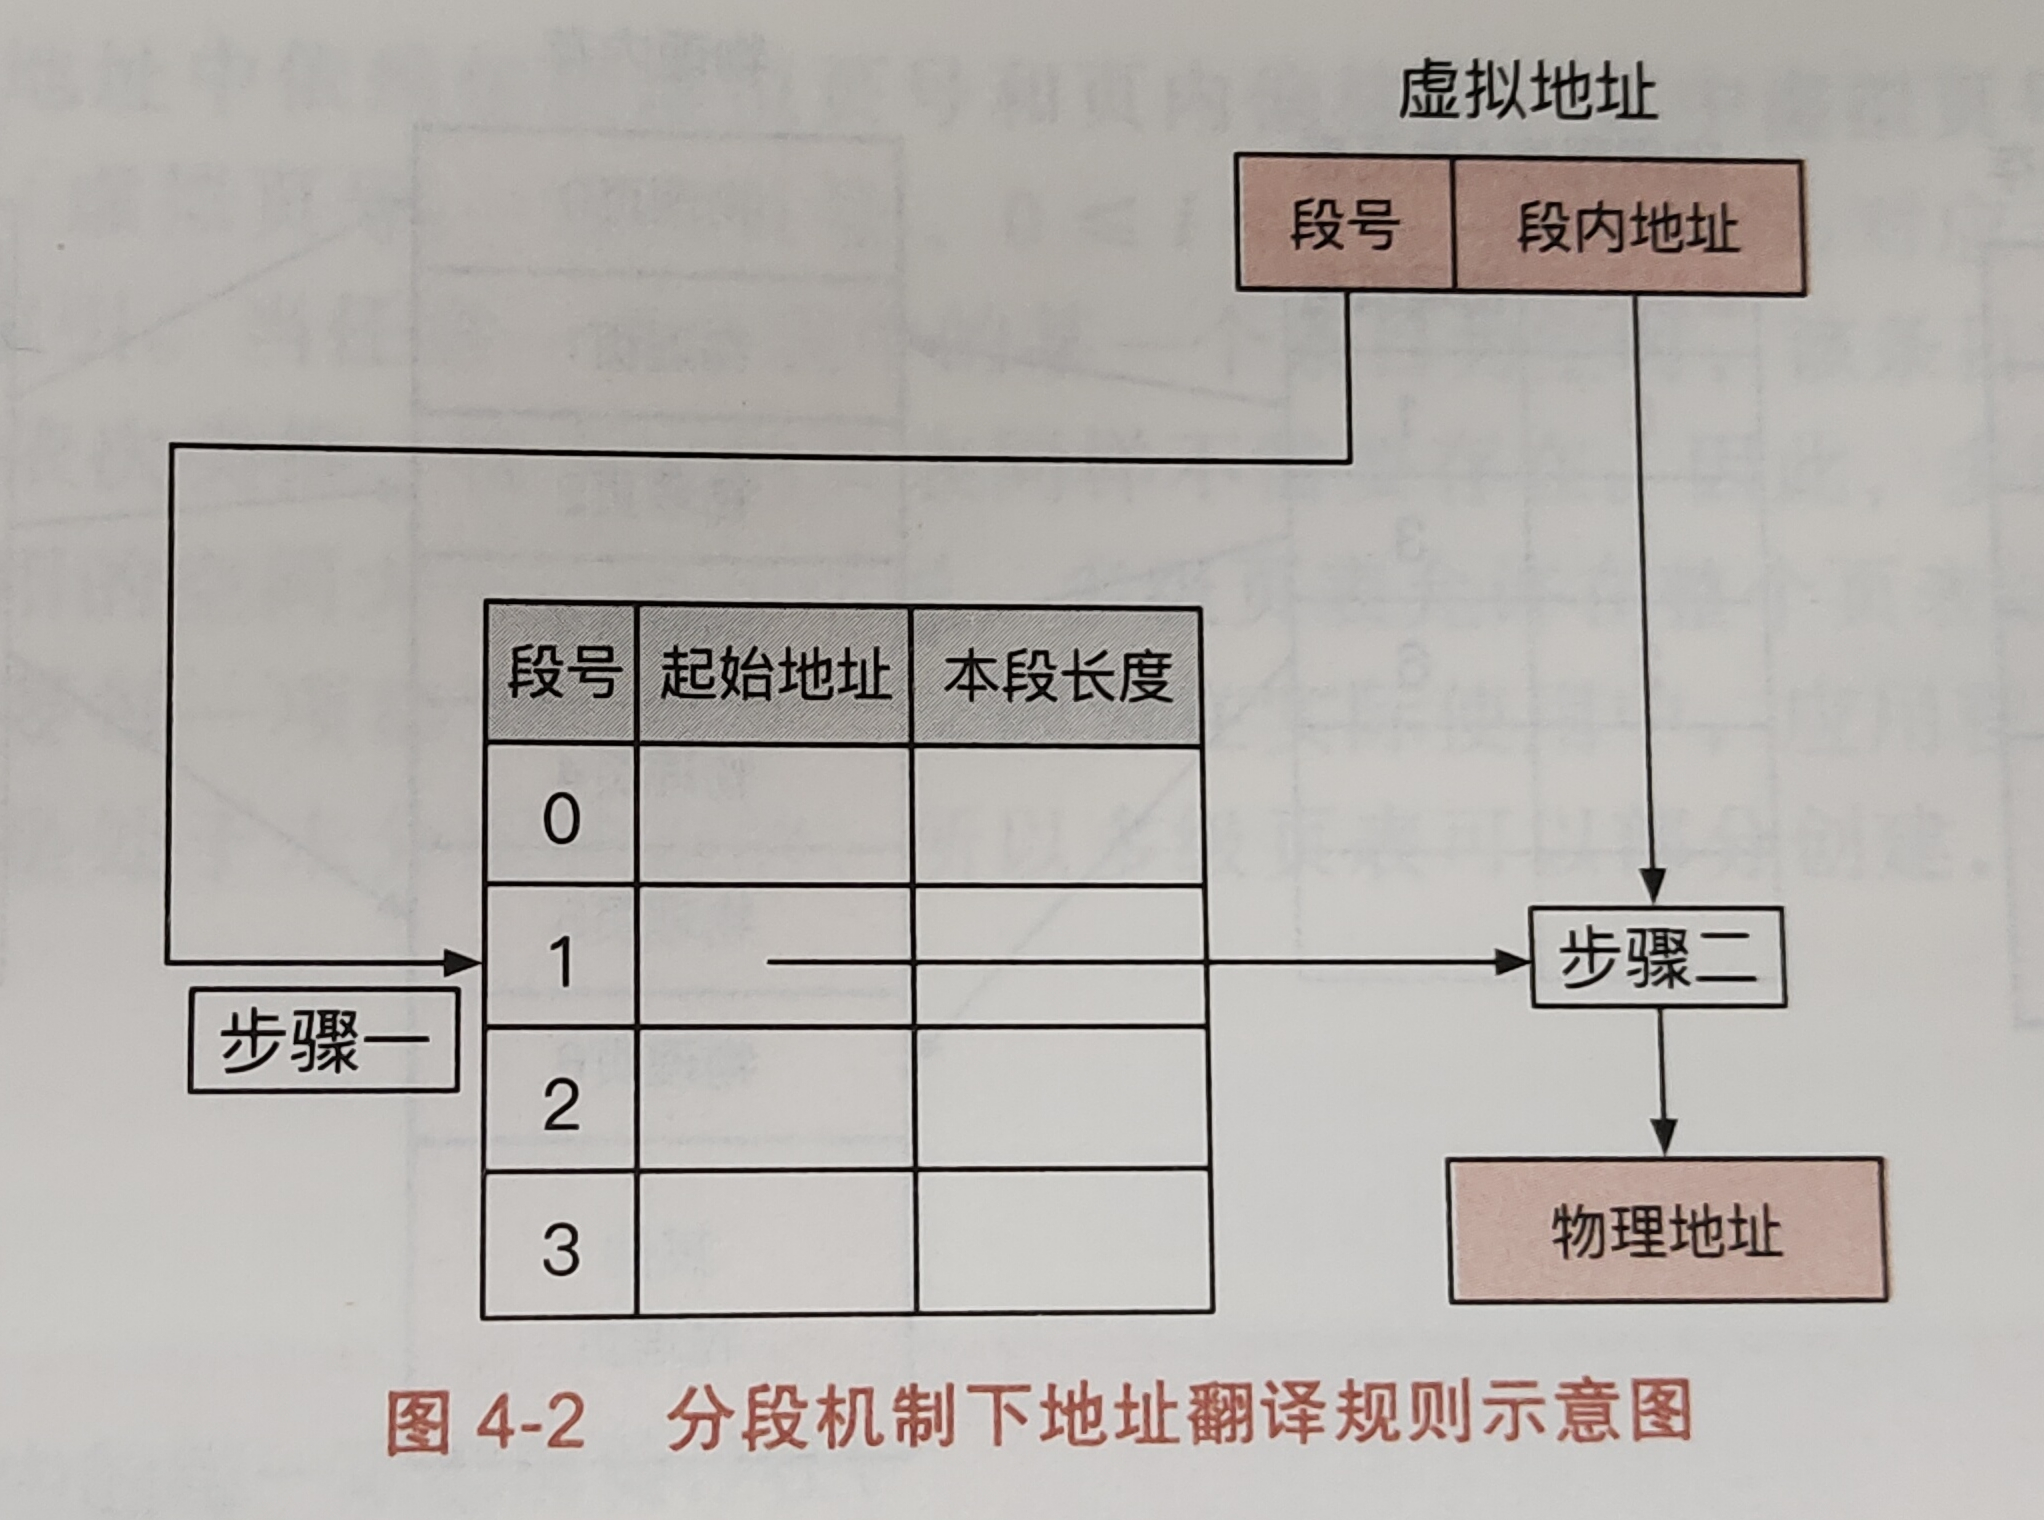 虚拟地址
段号 段内地址
段号 起始地址 本段长度
0
1
步骤二
步骤一
2
3
物理地址
图 4-2 分段机制下地址翻译规则示意图